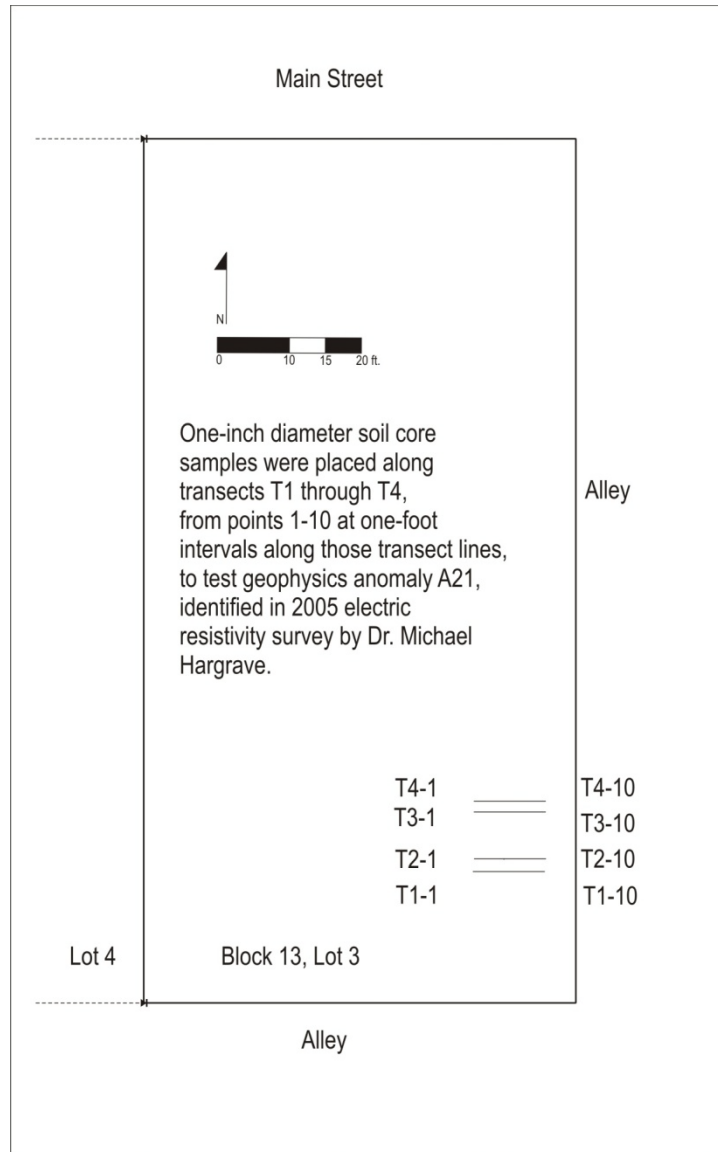 Main Street
N
0 10 15 20 ft.
One-inch diameter soil core
samples were placed along
transects T1 through T4,
from points 1-10 at one-foot
intervals along those transect lines,
to test geophysics anomaly A21,
identified in 2005 electric
resistivity survey by Dr. Michael
Hargrave.
Alley
T4-1 T4-10
T3-1 T3-10
T2-1 T2-10
T1-1 T1-10
Lot 4 Block 13, Lot 3
Alley